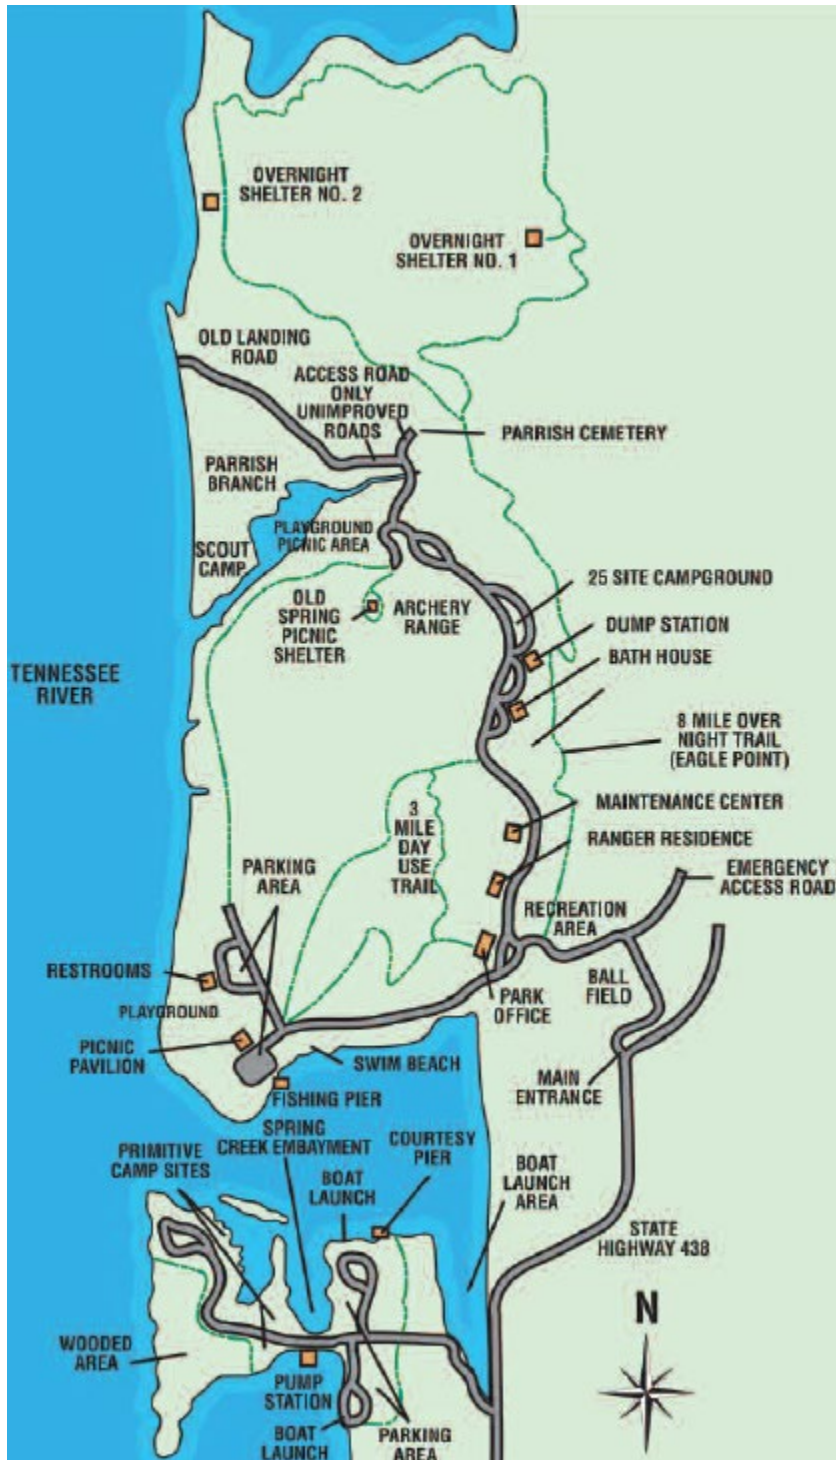 OVERNIGHT
SHELTER NO. 2
OVERNIGHT
SHELTER NO. 1
OLD LANDING
ROAD
ACCESS ROAD
ONLY
UNIMPROVED
ROADS
PARRISH CEMETERY
PARRISH
BRANCH
PLAYGROUND
PICNIC AREA
SCOUT
CAMP
25 SITE CAMPGROUND
OLD
SPRING
PICNIC
SHELTER
ARCHERY
RANGE
DUMP STATION
BATH HOUSE
TENNESSEE
RIVER
8 MILE OVER
NIGHT TRAIL
(EAGLE POINT)
3
MILE
DAY
USE
TRAIL
MAINTENANCE CENTER
RANGER RESIDENCE
PARKING
AREA
EMERGENCY
ACCESS ROAD
RECREATION
AREA
RESTROOMS
BALL
FIELD
PARK
OFFICE
PLAYGROUND
PICNIC
PAVILION
SWIM BEACH
MAIN
ENTRANCE
FISHING PIER
SPRING
CREEK EMBAYMENT
COURTESY
PIER
PRIMITIVE
CAMP SITES
BOAT
LAUNCH
BOAT
LAUNCH
AREA
STATE
HIGHWAY 438
N
WOODED
AREA
PUMP
STATION
BOAT
LAUNCH
PARKING
AREA